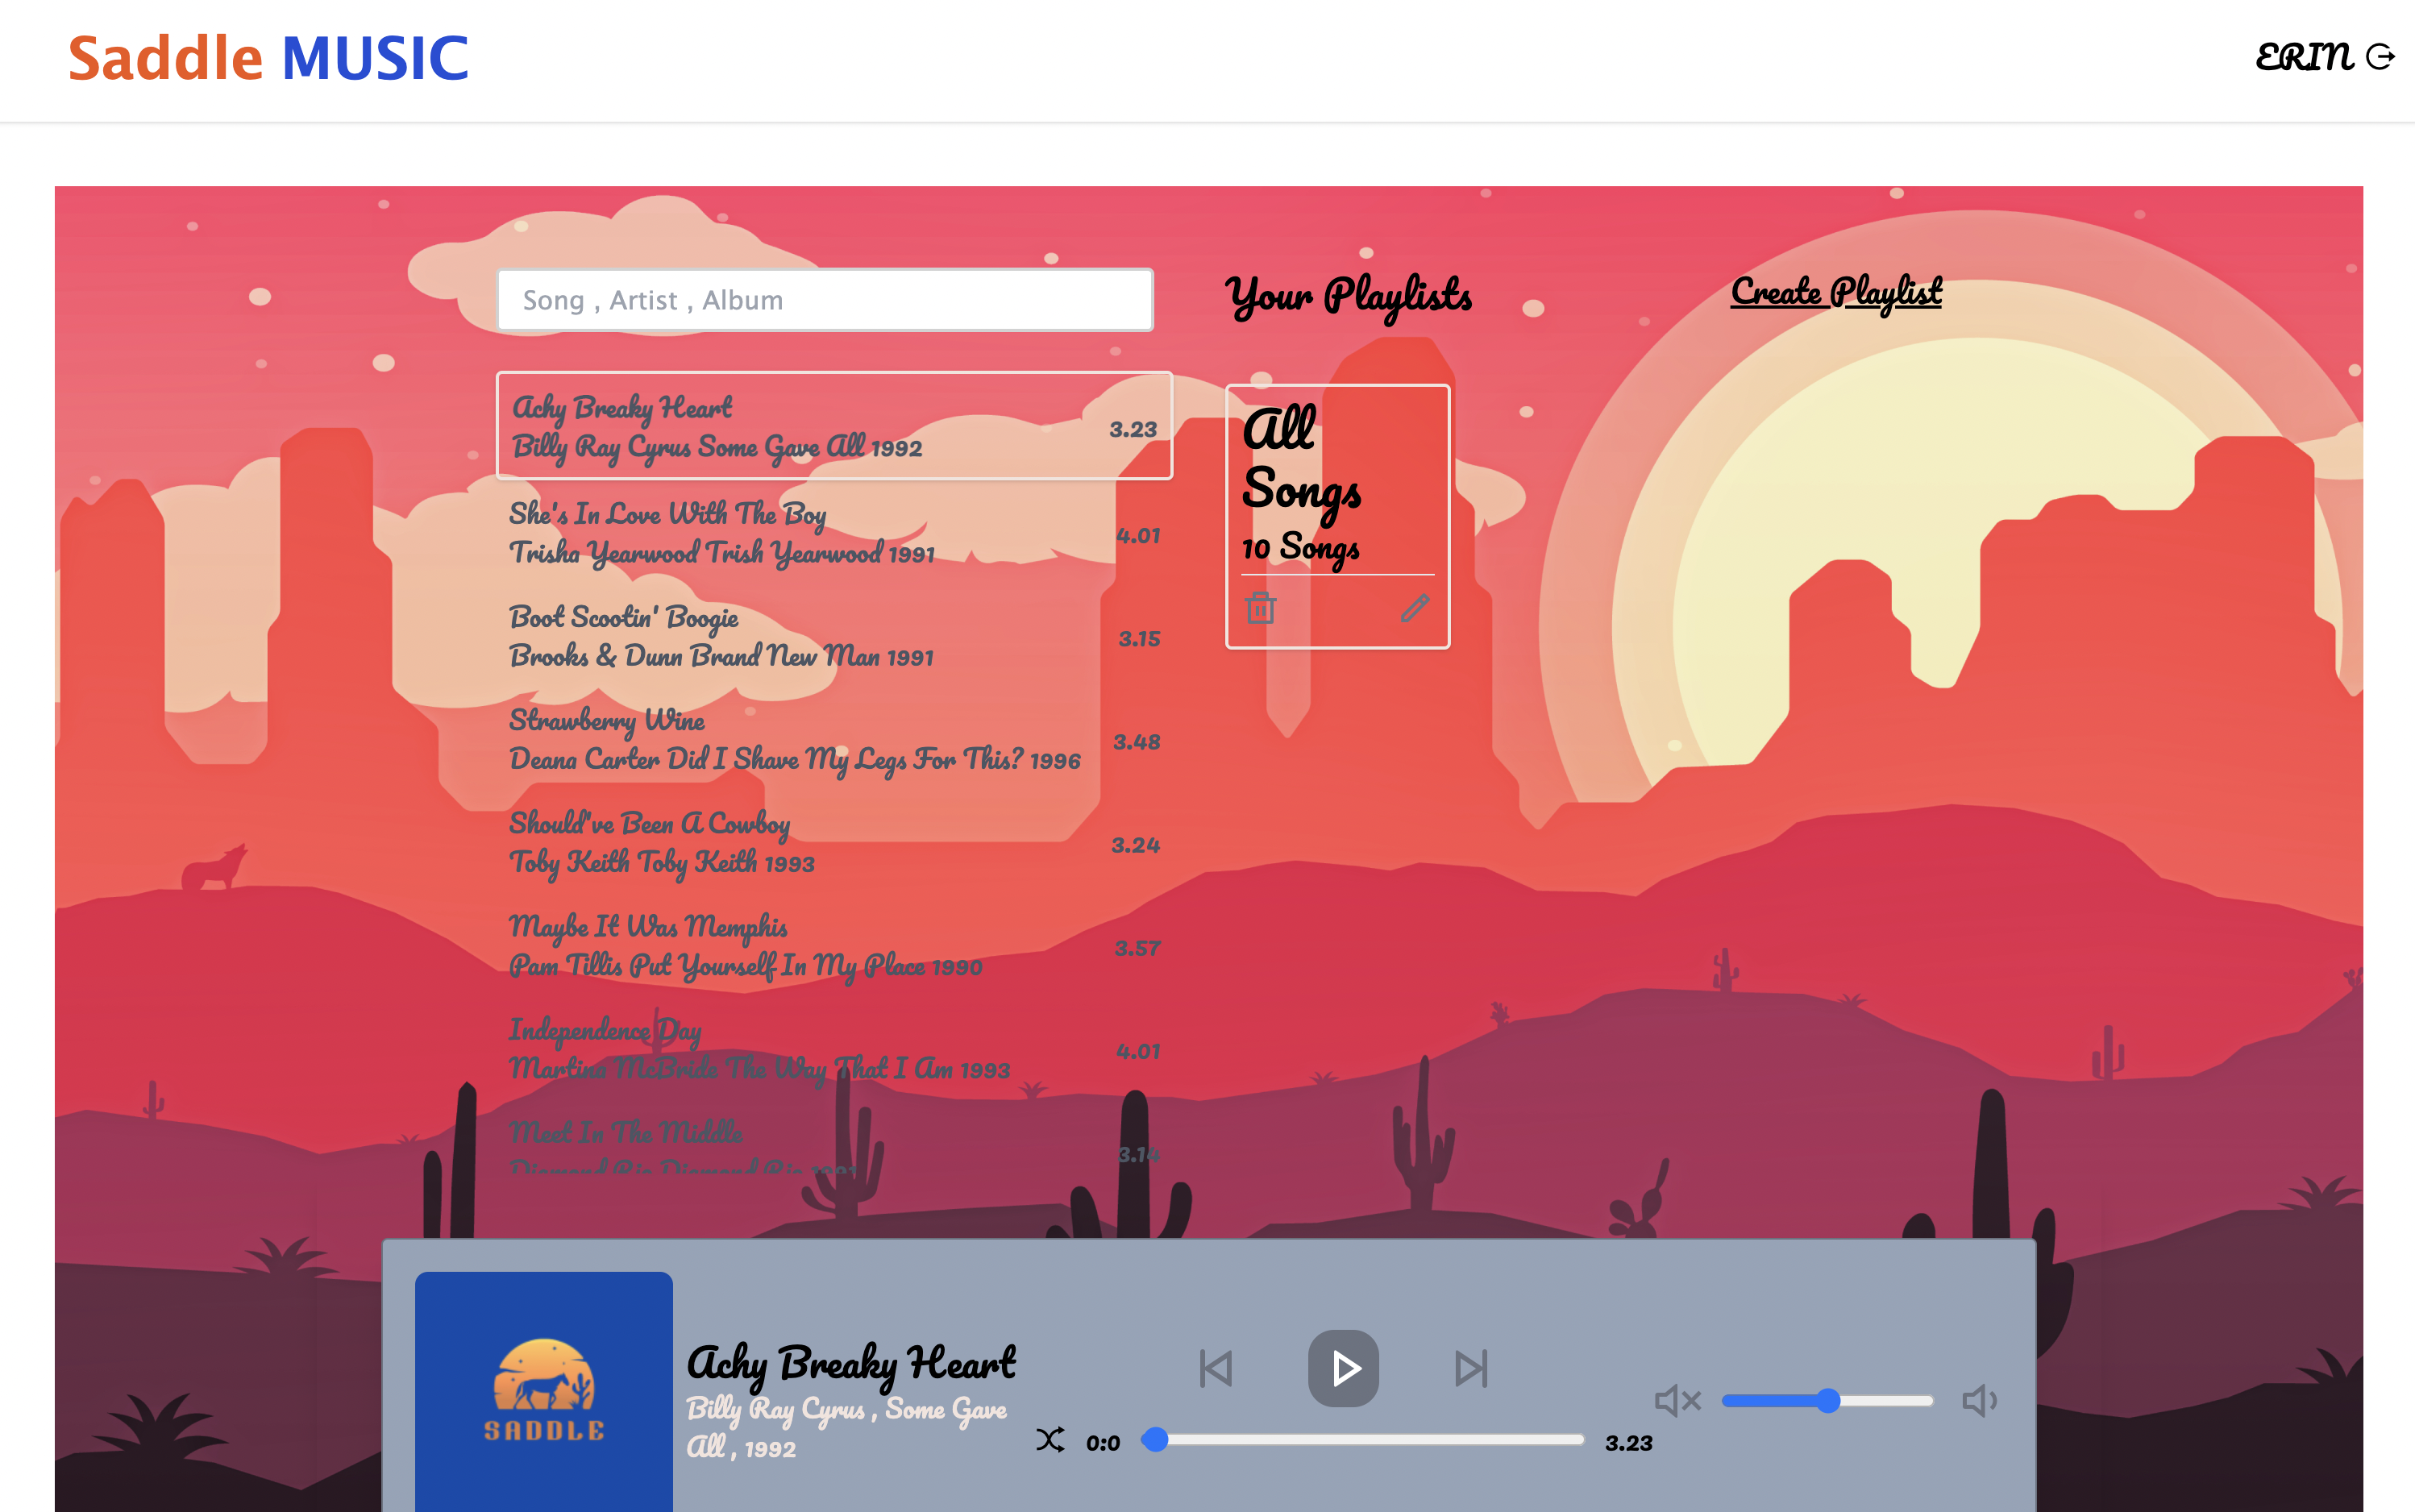 Saddle MUSIC
ERIN
Song , Artist , Album
Your Playlists
Create Playlist
Achy Breaky Heart
Billy Ray Cyrus Some Gave All 1992
3.23
She's In Love With The Boy
Trisha Yearwood Trish Yearwood 1991
4.01
Boot Scootin' Boogie
Brooks & Dunn Brand New Man 1991
3.15
Strawberry Wine
Deana Carter Did I Shave My Legs For This? 1996
3.48
Should've Been A Cowboy
Toby Keith Toby Keith 1993
3.24
Maybe It Was Memphis
Pam Tillis Put Yourself In My Place 1990
3.57
Independence Day
Martina McBride The Way That I Am 1993
4.01
Meet In The Middle
Diamond Rio Diamond Rio 1991
3.14
All
Songs
10 Songs
SADDLE
Achy Breaky Heart
Billy Ray Cyrus , Some Gave
All , 1992
0:0
3.23